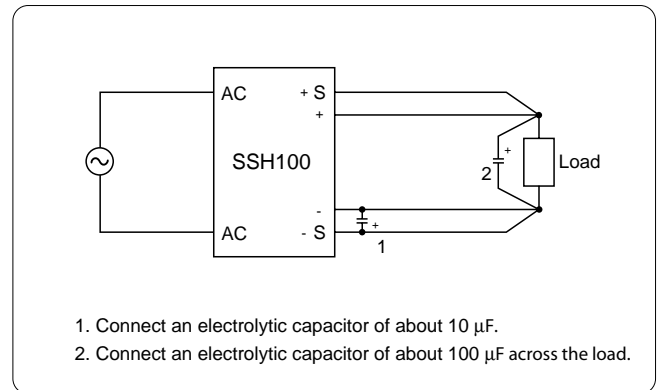 AC + S
+
SSH100
+
2
Load
-
AC - S
+
1
1. Connect an electrolytic capacitor of about 10 μF.
2. Connect an electrolytic capacitor of about 100 μF across the load.